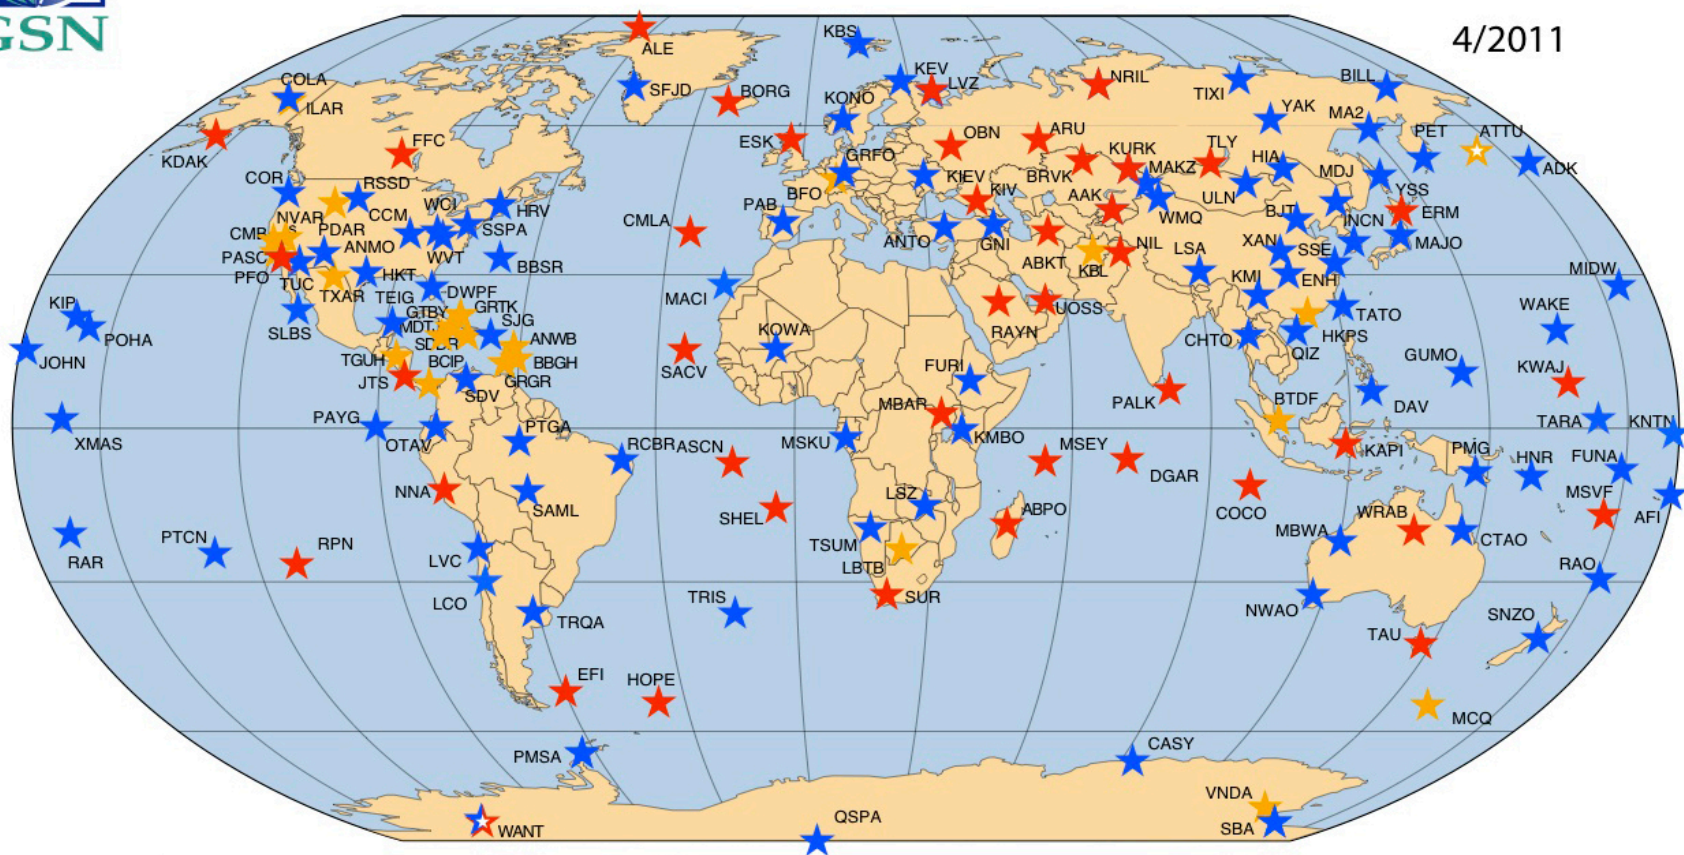 GSN
4/2011
KBS
ALE
COLA
ILAR
SFJD
BORG
KEV
LVZ
NRIL
TIXI
BILL
KONO
YAK
MA2
PET
ATTU
ADK
KDAK
FFC
ESK
GRFO
OBN
ARU
KURK
TLY
HIA
MDJ
YSS
COR
RSSD
WCI
HRV
BFO
KIEV
KIV
BRVK
MAKZ
AAK
ULN
WMQ
BJT
INCN
ERM
NVAR
CCM
PDAR
SSPA
CMLA
PAB
ANTO
GNI
NIL
LSA
XAN
SSE
MAJO
CMB
ANMO
WVT
PASC
PFO
TUC
HKT
BBSR
ABKT
KBL
KMI
ENH
MIDW
TXAR
TEIG
DWPF
MACI
KIP
POHA
SLBS
GTBY
GRTK
SJG
MDTJ
SDDR
BCIP
ANWB
BBGH
GRGR
RAYN
UOSS
TATO
WAKE
JOHN
TGUH
JTS
SDV
SACV
KOWA
FURI
CHTO
QIZ
HKPS
GUMO
KWAJ
PALK
DAV
XMAS
PAYG
OTAV
PTGA
RCBR
ASCN
MSKU
MBAR
KMBO
MSEY
DGAR
BTDF
KAPI
PMG
HNR
TARA
KNTN
FUNA
MSVF
AFI
NNA
SAML
SHEL
LSZ
ABPO
COCO
WRAB
MBWA
CTAO
RAR
PTCN
RPN
LVC
TSUM
LBTB
RAO
LCO
TRQA
TRIS
SUR
NWAO
SNZO
TAU
EFI
HOPE
MCQ
PMSA
CASY
WANT
QSPA
VNDA
SBA